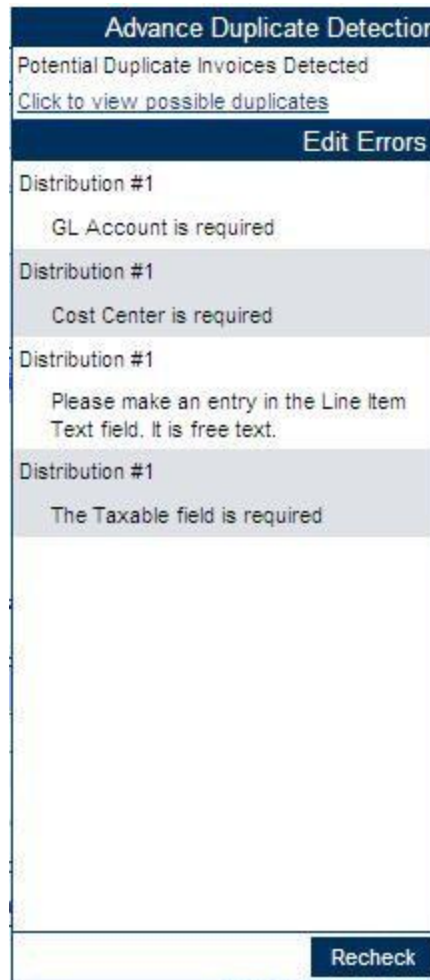 Advance Duplicate Detection
Potential Duplicate Invoices Detected
Click to view possible duplicates
Edit Errors
Distribution #1
GL Account is required
Distribution #1
Cost Center is required
Distribution #1
Please make an entry in the Line Item
Text field. It is free text.
Distribution #1
The Taxable field is required
Recheck